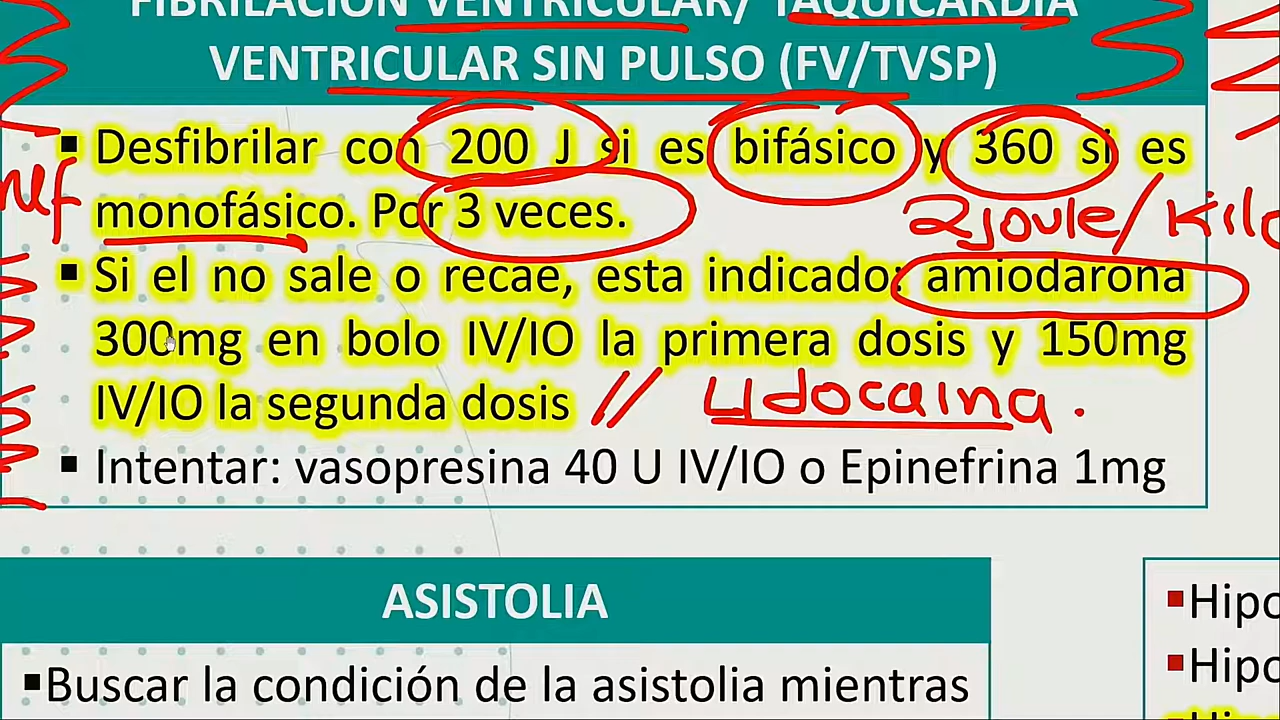 FIBRILACIÓN VENTRICULAR/ TAQUICARDIA
VENTRICULAR SIN PULSO (FV/TVSP)
▪ Desfibrilar con 200 J si es bifásico y 360 si es
monofásico. Por 3 veces.
2joule/Kilo
▪ Si el no sale o recae, esta indicado: amiodarona
300mg en bolo IV/IO la primera dosis y 150mg
IV/IO la segunda dosis // Lidocaina.
▪ Intentar: vasopresina 40 U IV/IO o Epinefrina 1mg
ASISTOLIA
▪Buscar la condición de la asistolia mientras
▪Hipo
▪Hipo